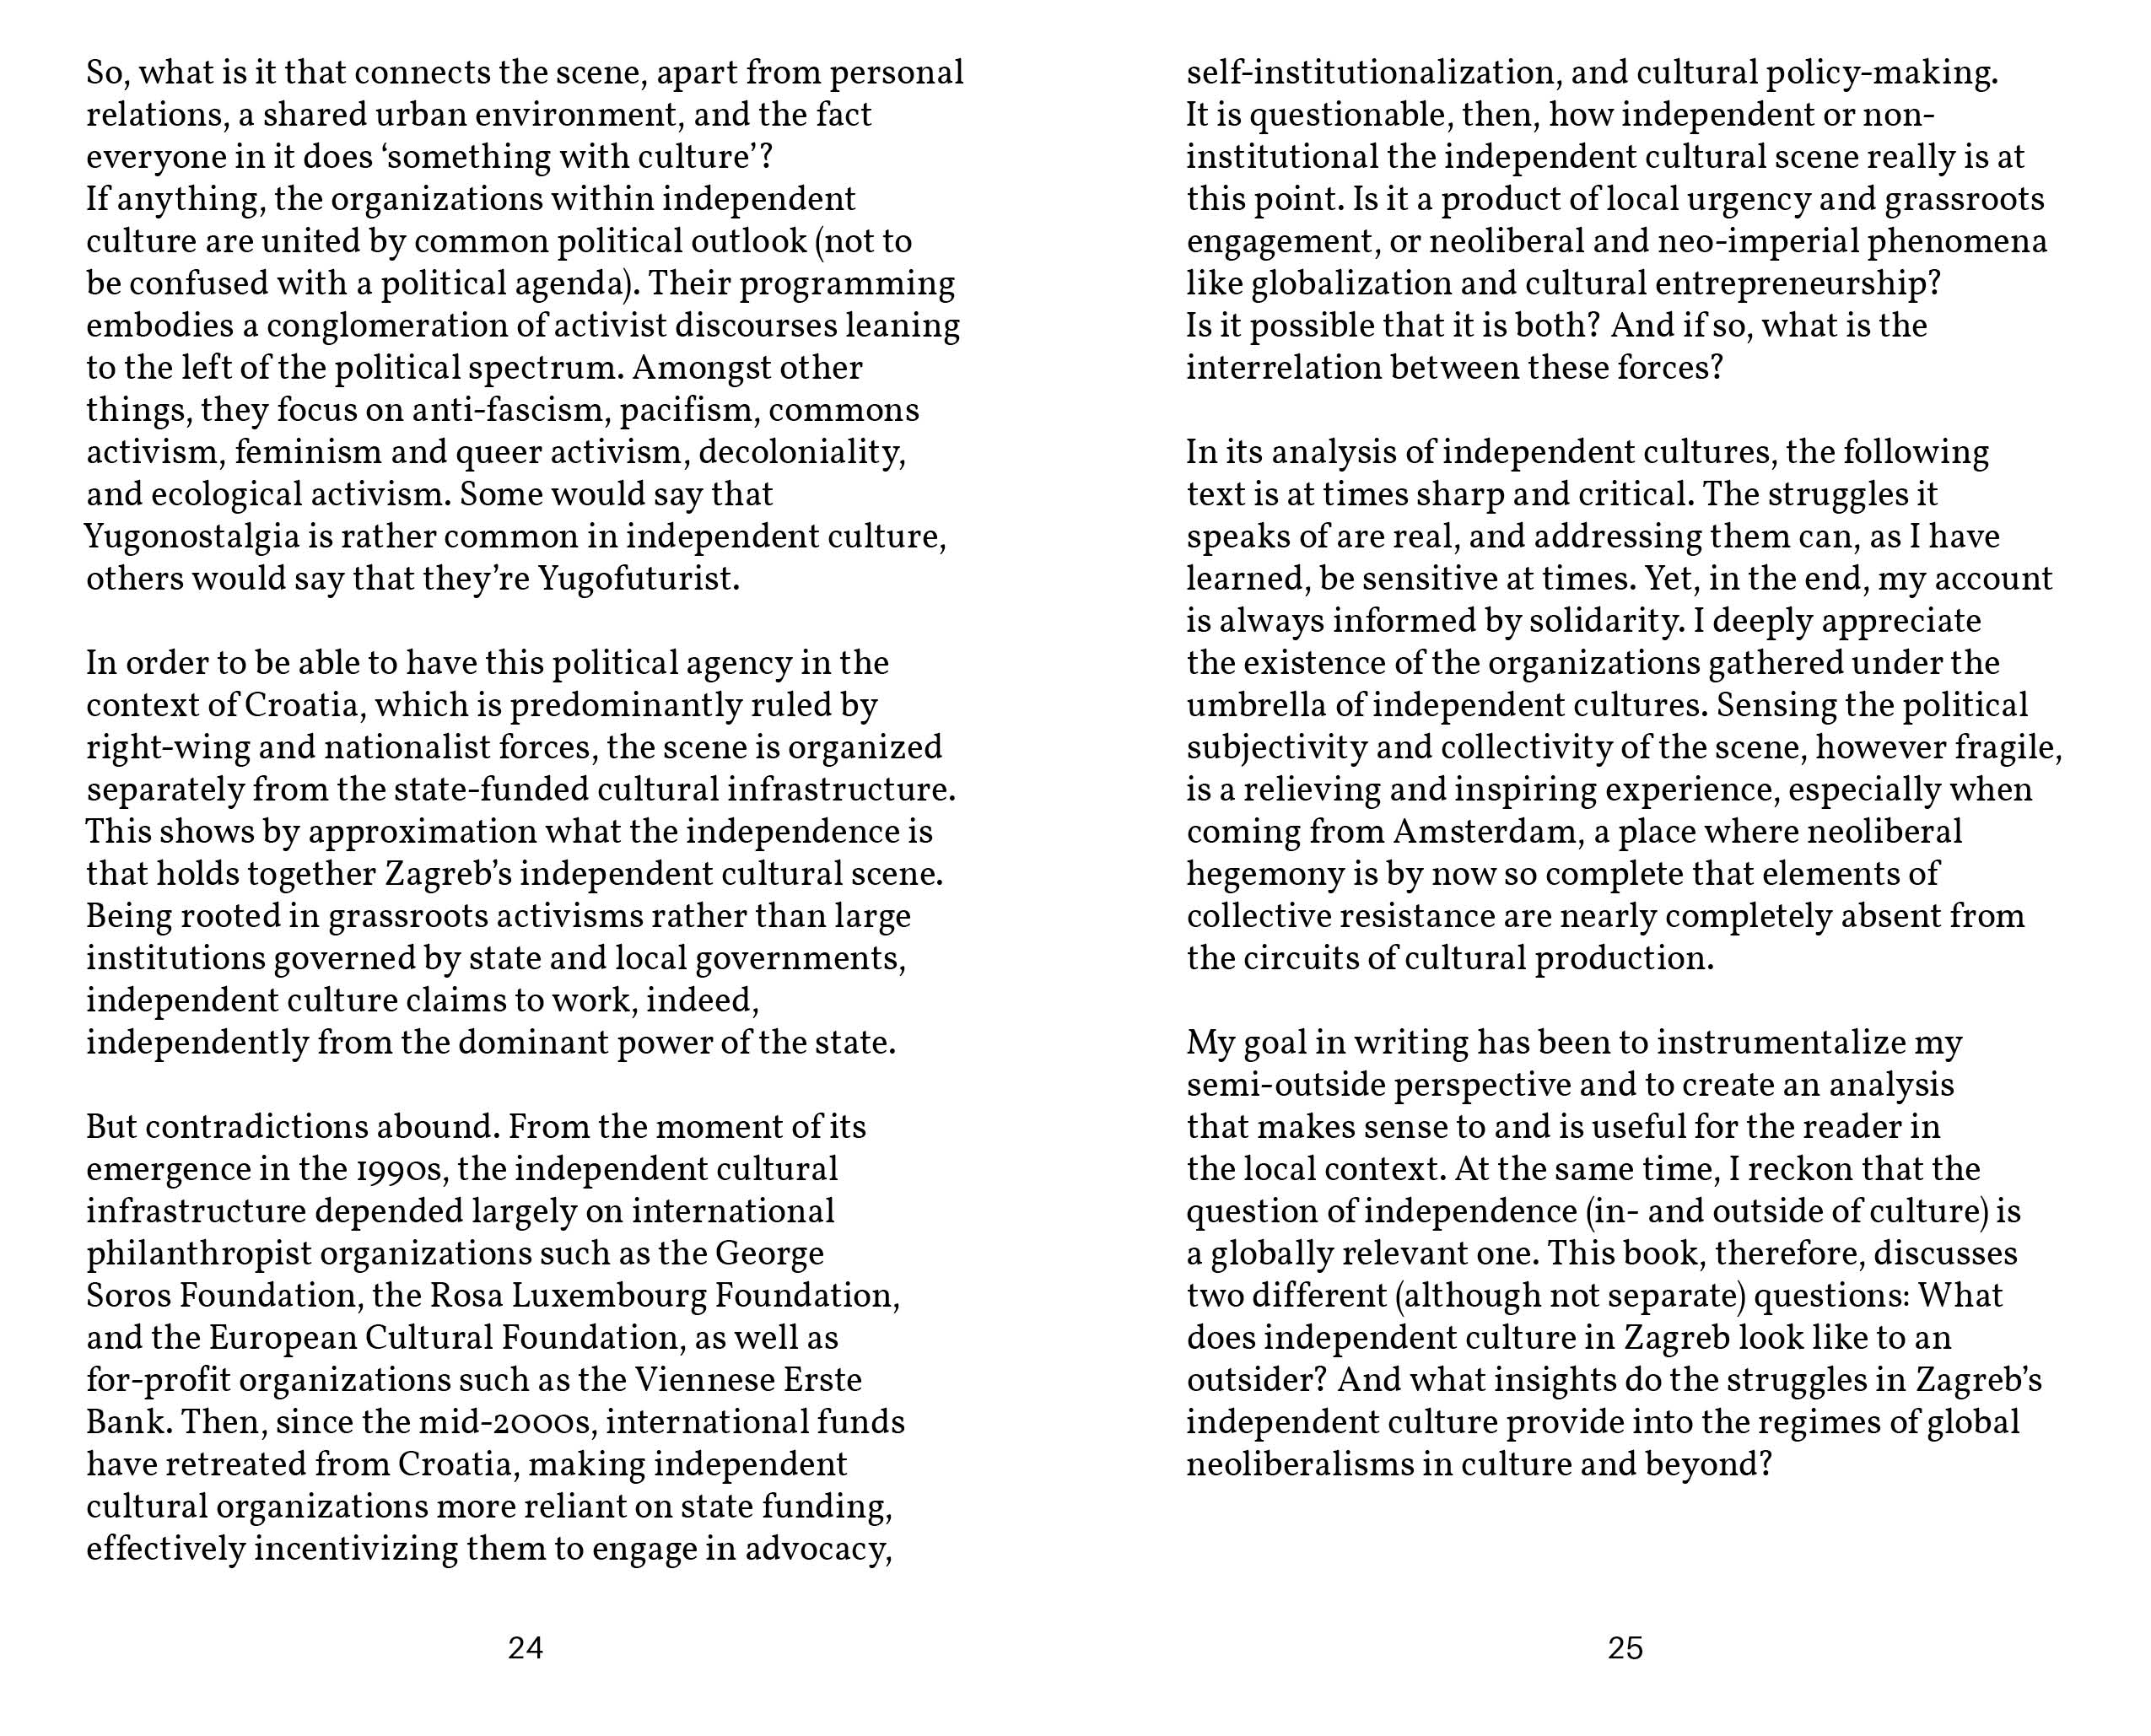 So, what is it that connects the scene, apart from personal
relations, a shared urban environment, and the fact
everyone in it does ‘something with culture’?
If anything, the organizations within independent
culture are united by common political outlook (not to
be confused with a political agenda). Their programming
embodies a conglomeration of activist discourses leaning
to the left of the political spectrum. Amongst other
things, they focus on anti-fascism, pacifism, commons
activism, feminism and queer activism, decoloniality,
and ecological activism. Some would say that
Yugonostalgia is rather common in independent culture,
others would say that they’re Yugofuturist.

In order to be able to have this political agency in the
context of Croatia, which is predominantly ruled by
right-wing and nationalist forces, the scene is organized
separately from the state-funded cultural infrastructure.
This shows by approximation what the independence is
that holds together Zagreb’s independent cultural scene.
Being rooted in grassroots activisms rather than large
institutions governed by state and local governments,
independent culture claims to work, indeed,
independently from the dominant power of the state.

But contradictions abound. From the moment of its
emergence in the 1990s, the independent cultural
infrastructure depended largely on international
philanthropist organizations such as the George
Soros Foundation, the Rosa Luxembourg Foundation,
and the European Cultural Foundation, as well as
for-profit organizations such as the Viennese Erste
Bank. Then, since the mid-2000s, international funds
have retreated from Croatia, making independent
cultural organizations more reliant on state funding,
effectively incentivizing them to engage in advocacy,

24

self-institutionalization, and cultural policy-making.
It is questionable, then, how independent or non-
institutional the independent cultural scene really is at
this point. Is it a product of local urgency and grassroots
engagement, or neoliberal and neo-imperial phenomena
like globalization and cultural entrepreneurship?
Is it possible that it is both? And if so, what is the
interrelation between these forces?

In its analysis of independent cultures, the following
text is at times sharp and critical. The struggles it
speaks of are real, and addressing them can, as I have
learned, be sensitive at times. Yet, in the end, my account
is always informed by solidarity. I deeply appreciate
the existence of the organizations gathered under the
umbrella of independent cultures. Sensing the political
subjectivity and collectivity of the scene, however fragile,
is a relieving and inspiring experience, especially when
coming from Amsterdam, a place where neoliberal
hegemony is by now so complete that elements of
collective resistance are nearly completely absent from
the circuits of cultural production.

My goal in writing has been to instrumentalize my
semi-outside perspective and to create an analysis
that makes sense to and is useful for the reader in
the local context. At the same time, I reckon that the
question of independence (in- and outside of culture) is
a globally relevant one. This book, therefore, discusses
two different (although not separate) questions: What
does independent culture in Zagreb look like to an
outsider? And what insights do the struggles in Zagreb’s
independent culture provide into the regimes of global
neoliberalisms in culture and beyond?

25